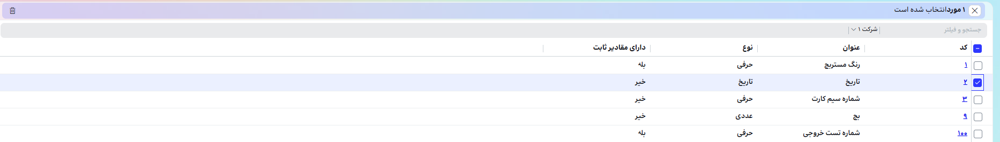 ۱ مورد انتخاب شده است
جستجو و فیلتر شرکت ۱
کد عنوان نوع دارای مقادیر ثابت
۱ رنگ مستربچ حرفی بله
۲ تاریخ تاریخ خیر
۳ شماره سیم کارت حرفی خیر
۹ بچ عددی خیر
۱۰۰ شماره تست خروجی حرفی بله